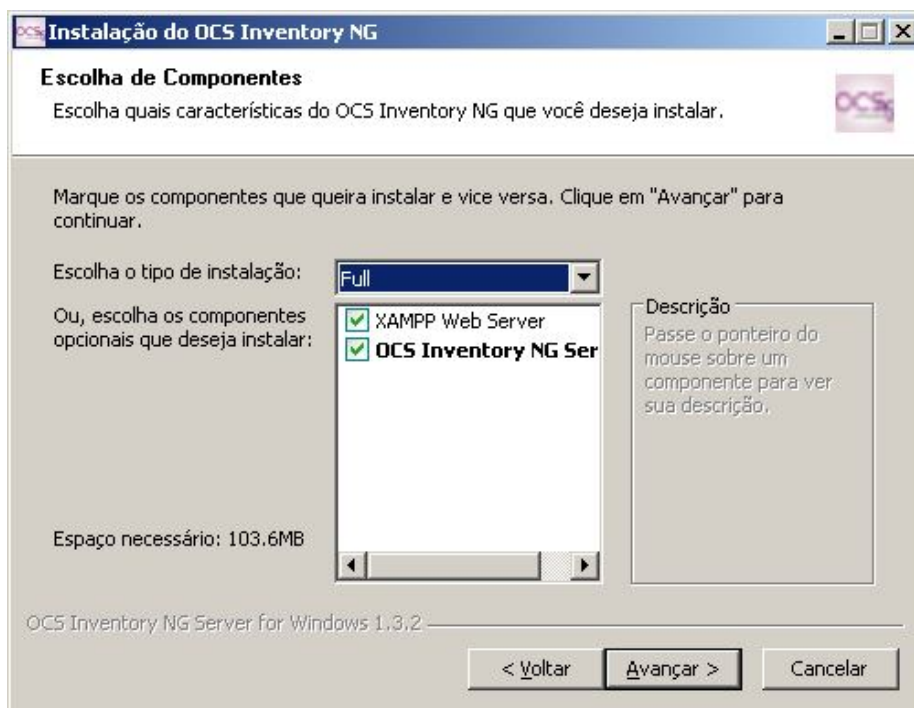 Instalação do OCS Inventory NG
Escolha de Componentes
Escolha quais características do OCS Inventory NG que você deseja instalar.
OCS
Marque os componentes que queira instalar e vice versa. Clique em "Avançar" para
continuar.
Escolha o tipo de instalação:
Full
Ou, escolha os componentes
opcionais que deseja instalar:
XAMPP Web Server
OCS Inventory NG Ser
Descrição
Passe o ponteiro do
mouse sobre um
componente para ver
sua descrição.
Espaço necessário: 103.6MB
OCS Inventory NG Server for Windows 1.3.2
< Voltar
Avançar >
Cancelar